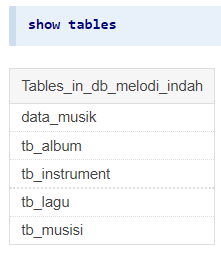 show tables
Tables_in_db_melodi_indah
data_musik
tb_album
tb_instrument
tb_lagu
tb_musisi